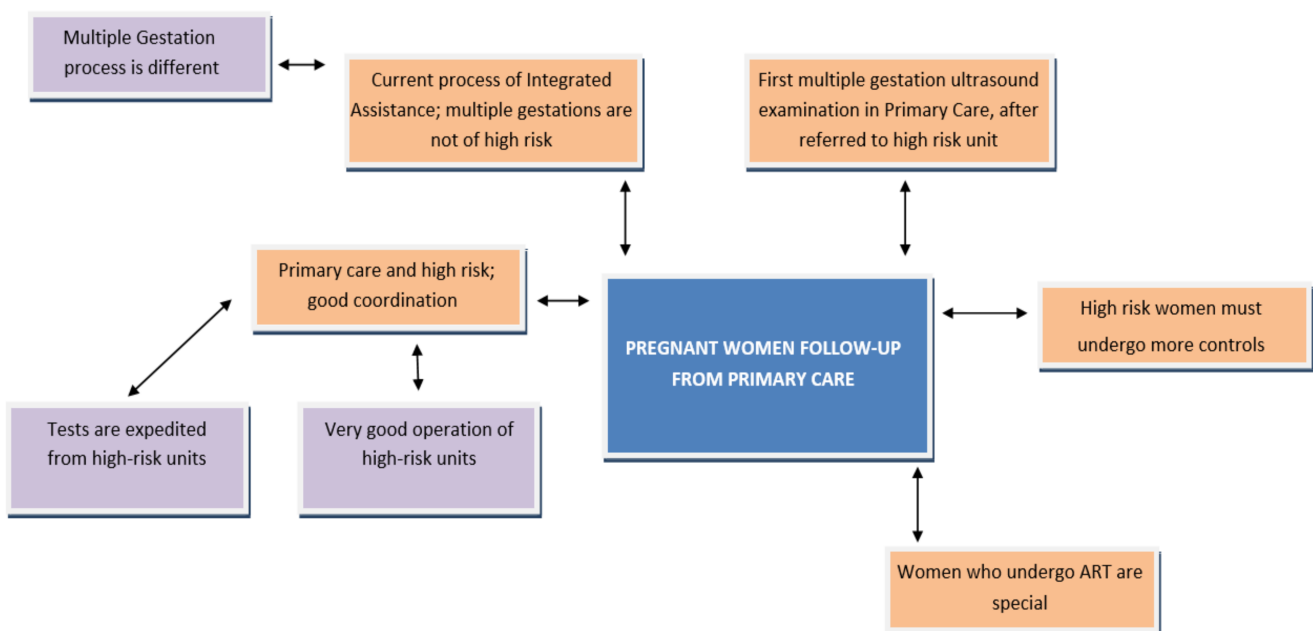 Multiple Gestation
process is different
Current process of Integrated
Assistance; multiple gestations are
not of high risk
First multiple gestation ultrasound
examination in Primary Care, after
referred to high risk unit
Primary care and high risk;
good coordination
PREGNANT WOMEN FOLLOW-UP
FROM PRIMARY CARE
High risk women must
undergo more controls
Tests are expedited
from high-risk units
Very good operation of
high-risk units
Women who undergo ART are
special